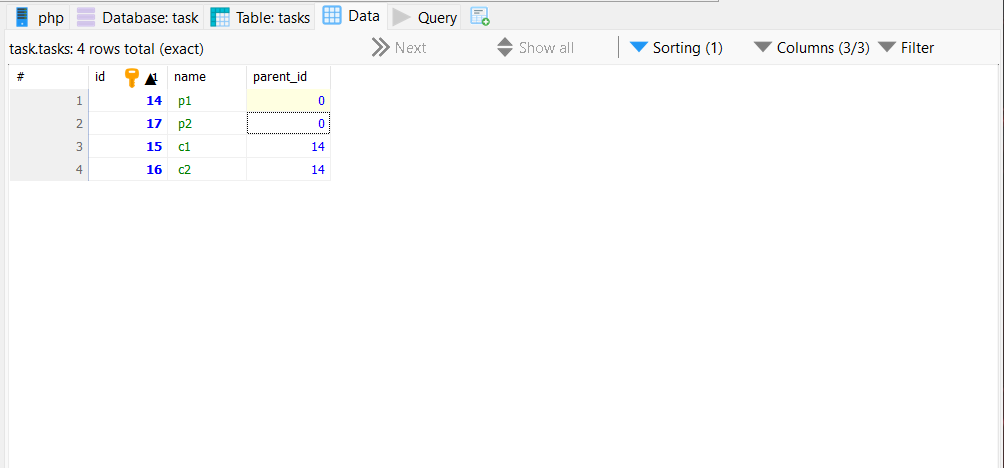 php Database: task Table: tasks Data Query
task.tasks: 4 rows total (exact) Next Show all Sorting (1) Columns (3/3) Filter
# id 1 name parent_id
1 14 p1 0
2 17 p2 0
3 15 c1 14
4 16 c2 14